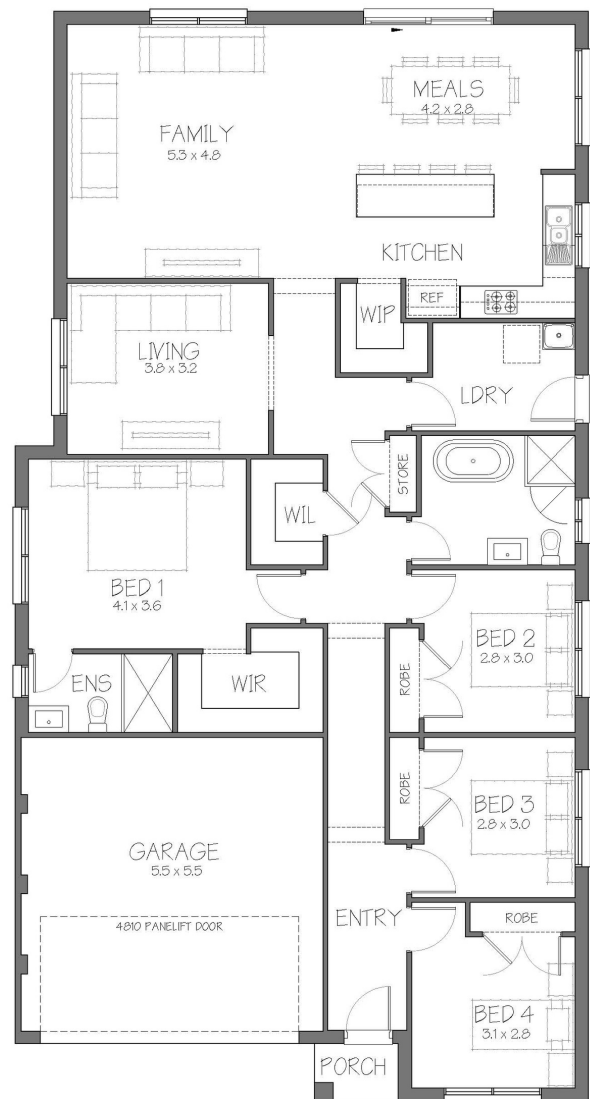 MEALS
4.2 x 2.8
FAMILY
5.3 x 4.8
KITCHEN
REF
WIP
LIVING
3.8 x 3.2
LDRY
STORE
WIL
BED 1
4.1 x 3.6
BED 2
2.8 x 3.0
ROBE
ENS
WIR
ROBE
BED 3
2.8 x 3.0
GARAGE
5.5 x 5.5
ENTRY
ROBE
4810 PANELIFT DOOR
BED 4
3.1 x 2.8
PORCH